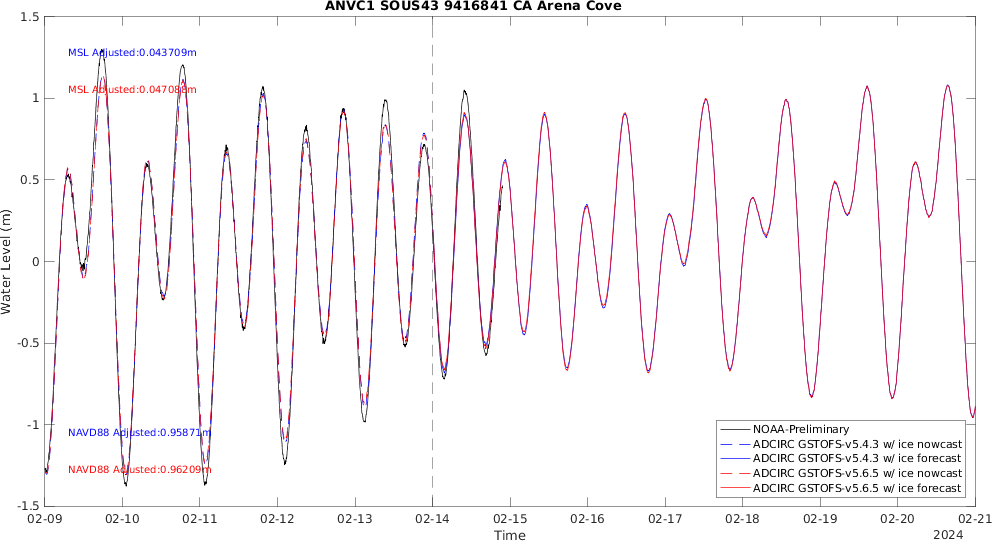 ANVC1 SOUS43 9416841 CA Arena Cove
MSL Adjusted:0.043709m
MSL Adjusted:0.047088m
NAVD88 Adjusted:0.95871m
NAVD88 Adjusted:0.96209m
Water Level (m)
1.5
1
0.5
0
-0.5
-1
-1.5
NOAA-Preliminary
ADCIRC GSTOFS-v5.4.3 w/ ice nowcast
ADCIRC GSTOFS-v5.4.3 w/ ice forecast
ADCIRC GSTOFS-v5.6.5 w/ ice nowcast
ADCIRC GSTOFS-v5.6.5 w/ ice forecast
02-09 02-10 02-11 02-12 02-13 02-14 02-15 02-16 02-17 02-18 02-19 02-20 02-21
Time
2024